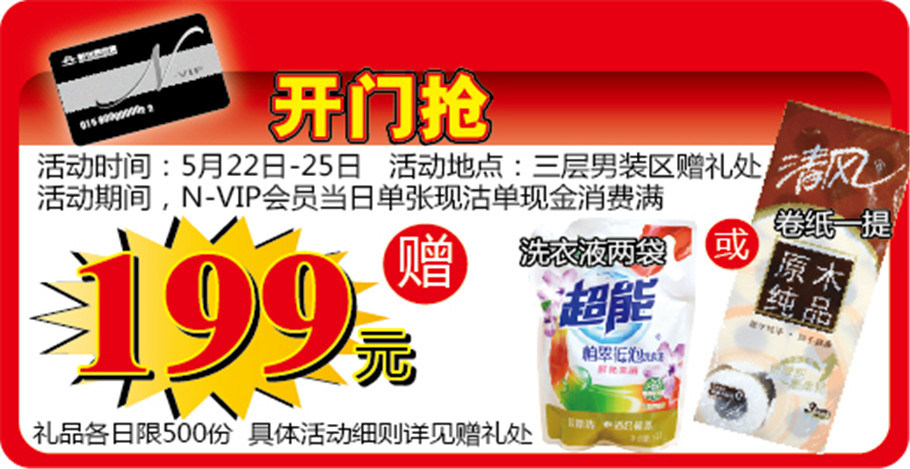 N-VIP
开门抢
活动时间：5月22日-25日 活动地点：三层男装区赠礼处
活动期间，N-VIP会员当日单张现沽单现金消费满
199元
赠
洗衣液两袋
或
卷纸一提
超能
清风
原木
纯品
礼品各日限500份 具体活动细则详见赠礼处